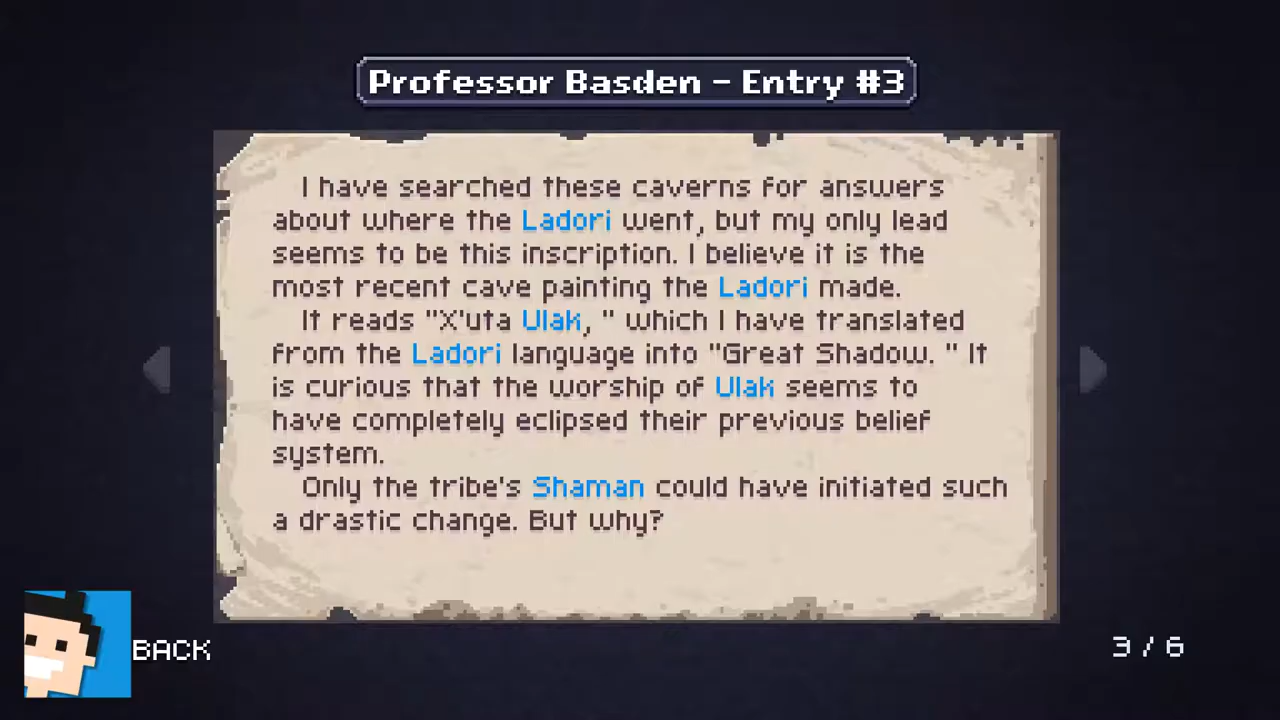 Professor Basden - Entry #3
I have searched these caverns for answers
about where the Ladori went, but my only lead
seems to be this inscription. I believe it is the
most recent cave painting the Ladori made.
It reads "X'uta Ulak, " which I have translated
from the Ladori language into "Great Shadow. " It
is curious that the worship of Ulak seems to
have completely eclipsed their previous belief
system.
Only the tribe's Shaman could have initiated such
a drastic change. But why?
BACK
3 / 6